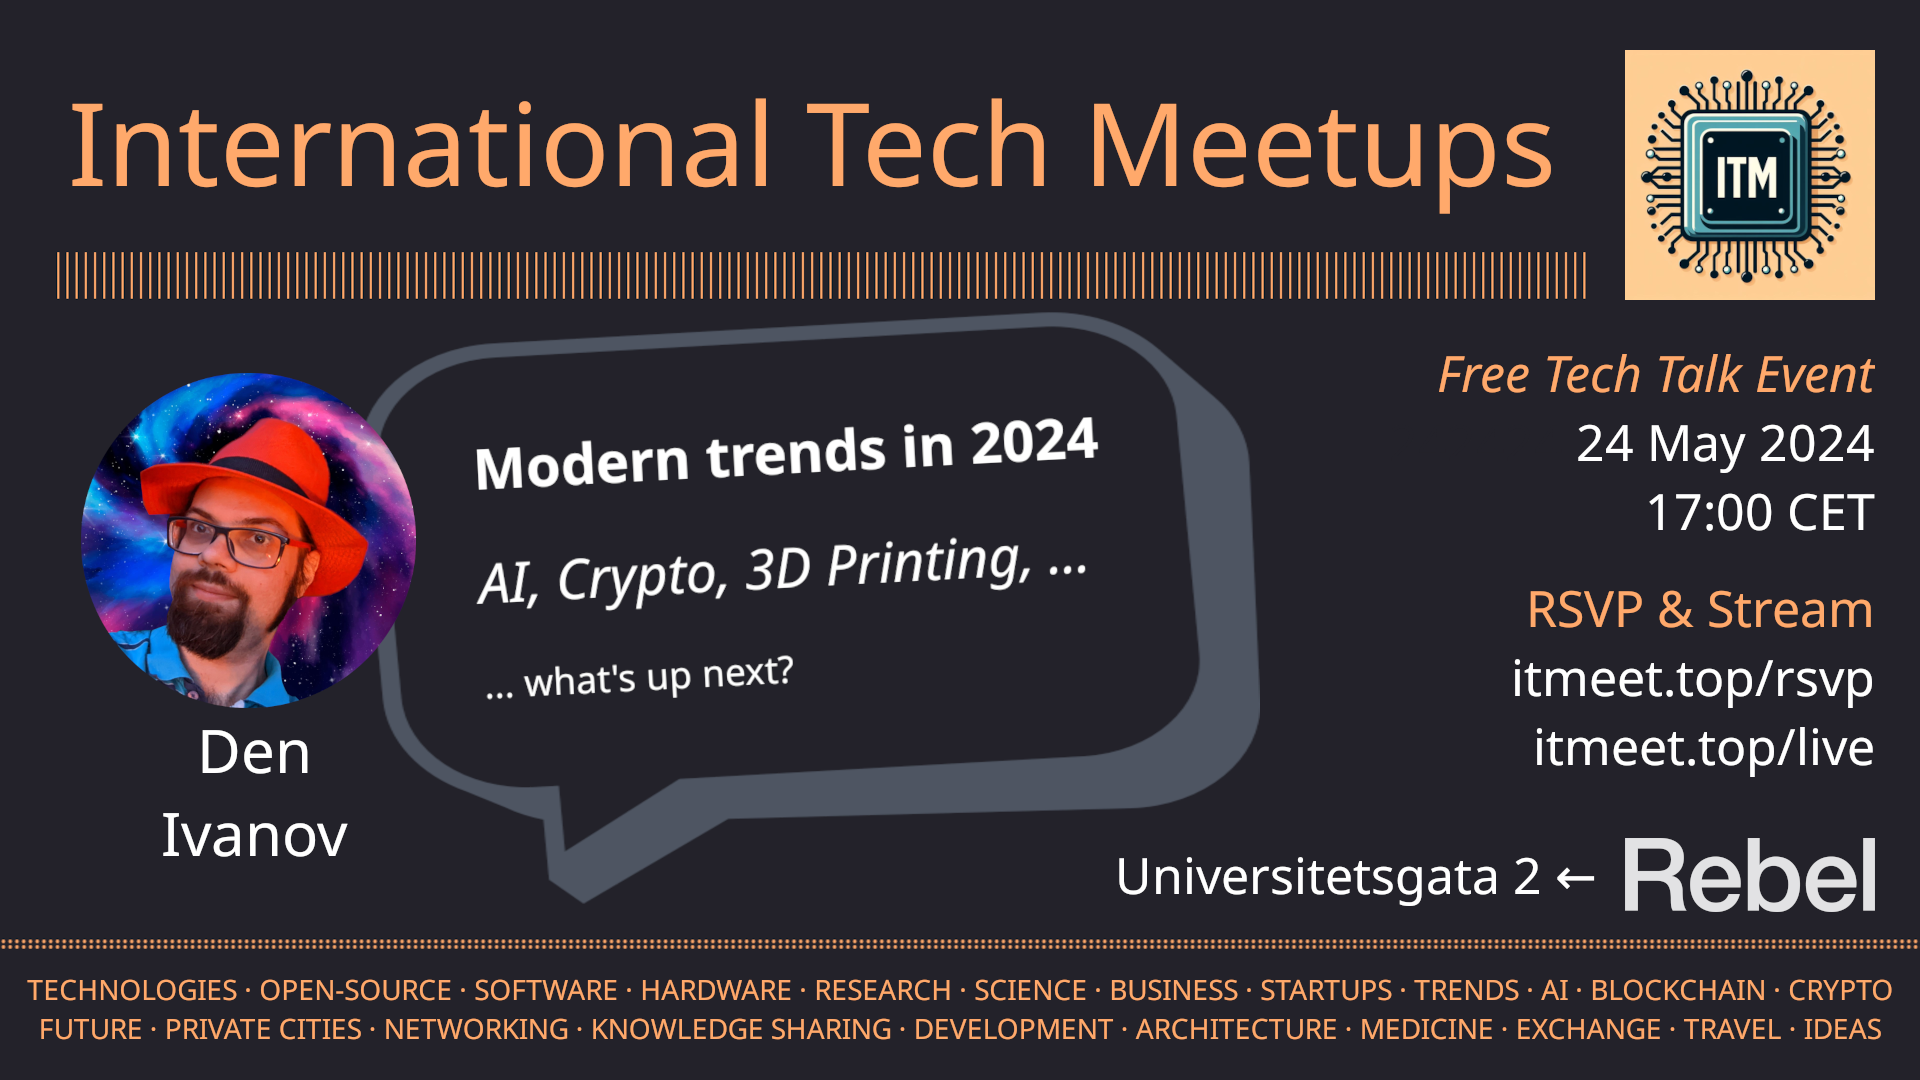 International Tech Meetups
ITM
Free Tech Talk Event
24 May 2024
17:00 CET
Modern trends in 2024
AI, Crypto, 3D Printing, ...
... what's up next?
RSVP & Stream
itmeet.top/rsvp
itmeet.top/live
Den
Ivanov
Universitetsgata 2 ← Rebel
TECHNOLOGIES · OPEN-SOURCE · SOFTWARE · HARDWARE · RESEARCH · SCIENCE · BUSINESS · STARTUPS · TRENDS · AI · BLOCKCHAIN · CRYPTO
FUTURE · PRIVATE CITIES · NETWORKING · KNOWLEDGE SHARING · DEVELOPMENT · ARCHITECTURE · MEDICINE · EXCHANGE · TRAVEL · IDEAS